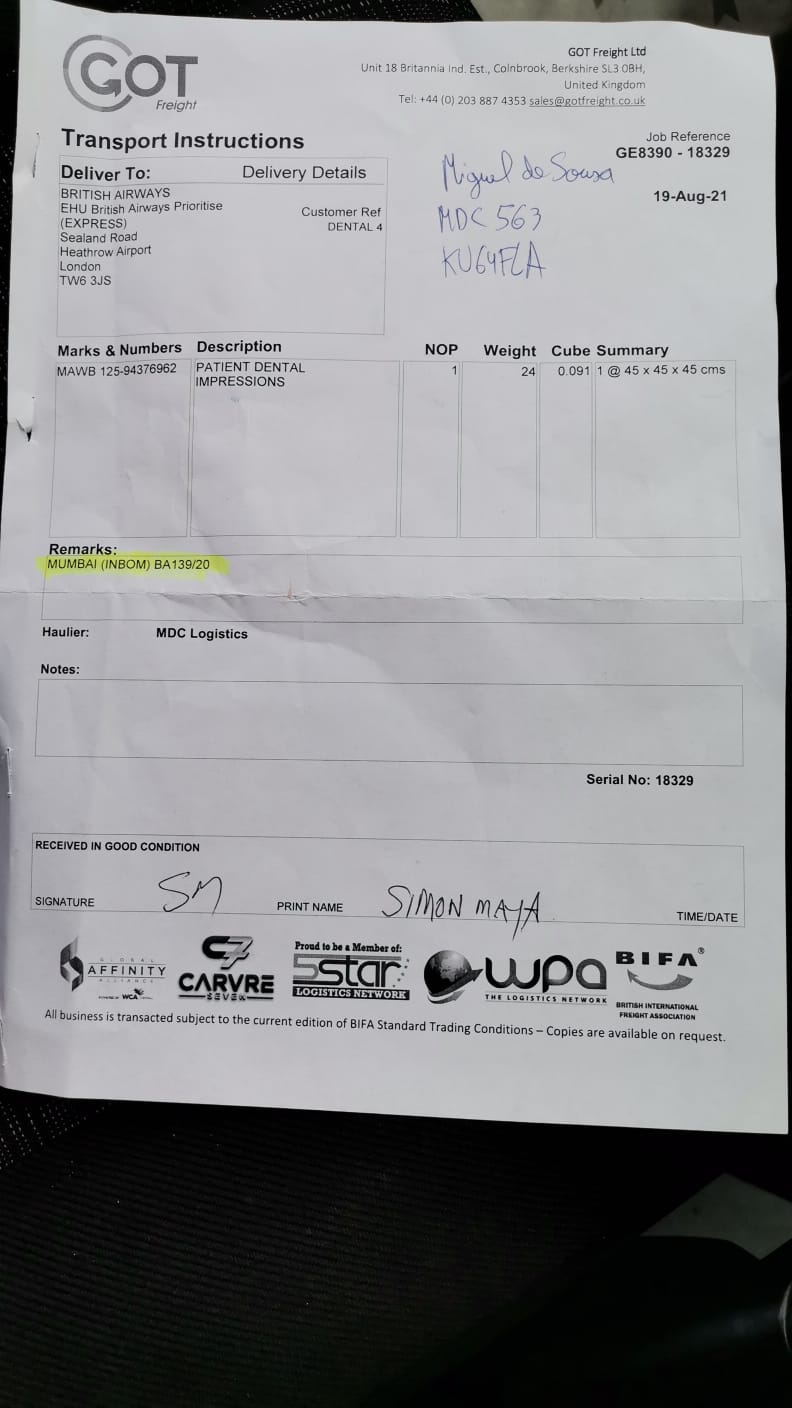 GOT
Freight
GOT Freight Ltd
Unit 18 Britannia Ind. Est., Colnbrook, Berkshire SL3 0BH,
United Kingdom
Tel: +44 (0) 203 887 4353 sales@gotfreight.co.uk
Transport Instructions
Job Reference
GE8390 - 18329
19-Aug-21
Miguel de Sousa
MDC 563
KU64FLA
Deliver To: Delivery Details
BRITISH AIRWAYS
EHU British Airways Prioritise
(EXPRESS)
Sealand Road
Heathrow Airport
London
TW6 3JS
Customer Ref
DENTAL 4
Marks & Numbers Description NOP Weight Cube Summary
MAWB 125-94376962 PATIENT DENTAL 1 24 0.091 1 @ 45 x 45 x 45 cms
IMPRESSIONS
Remarks:
MUMBAI (INBOM) BA139/20
Haulier: MDC Logistics
Notes:
Serial No: 18329
RECEIVED IN GOOD CONDITION
SIGNATURE SM PRINT NAME SIMON MAYA TIME/DATE
GLOBAL
AFFINITY
ALLIANCE
WCA
C7
CARVRE
SEVEN
Proud to be a Member of:
5star
LOGISTICS NETWORK
wpa
THE LOGISTICS NETWORK
BIFA®
BRITISH INTERNATIONAL
FREIGHT ASSOCIATION
All business is transacted subject to the current edition of BIFA Standard Trading Conditions – Copies are available on request.